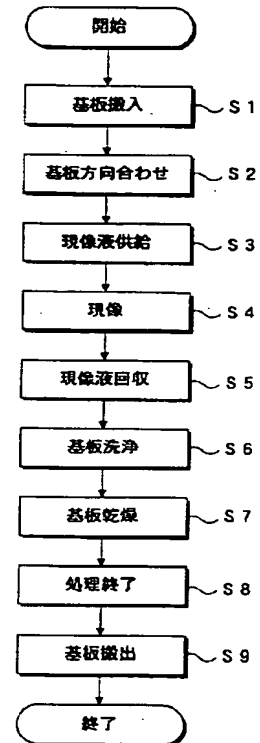 開始
基板搬入 S1
基板方向合わせ S2
現像液供給 S3
現像 S4
現像液回収 S5
基板洗浄 S6
基板乾燥 S7
処理終了 S8
基板搬出 S9
終了